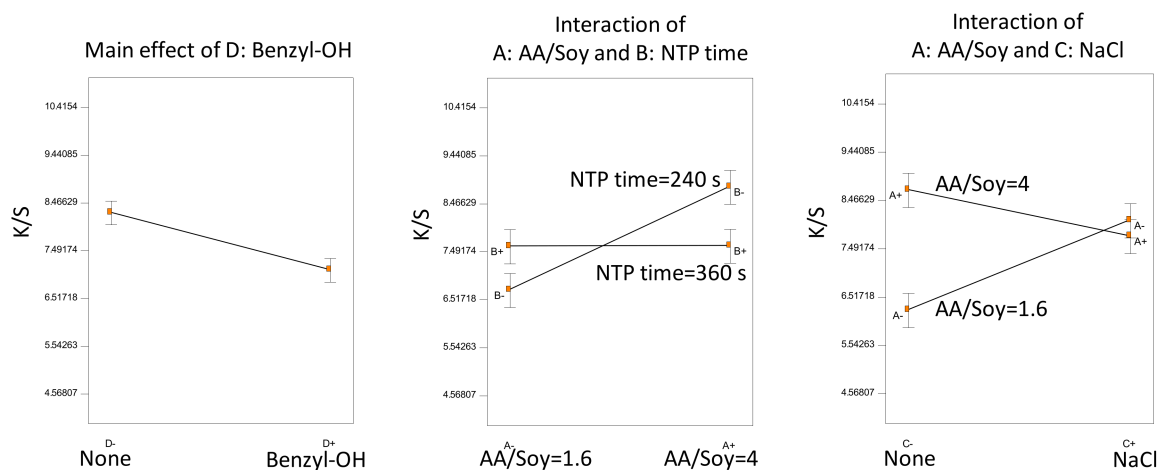 Main effect of D: Benzyl-OH
10.4154
9.44085
8.46629
7.49174
6.51718
5.54263
4.56807
K/S
D-
D+
None
Benzyl-OH
Interaction of
A: AA/Soy and B: NTP time
10.4154
9.44085
8.46629
7.49174
6.51718
5.54263
4.56807
K/S
NTP time=240 s
B-
B+
B+
NTP time=360 s
B-
A-
A+
AA/Soy=1.6
AA/Soy=4
Interaction of
A: AA/Soy and C: NaCl
10.4154
9.44085
8.46629
7.49174
6.51718
5.54263
4.56807
K/S
A+
AA/Soy=4
A-
A+
A-
AA/Soy=1.6
C-
C+
None
NaCl